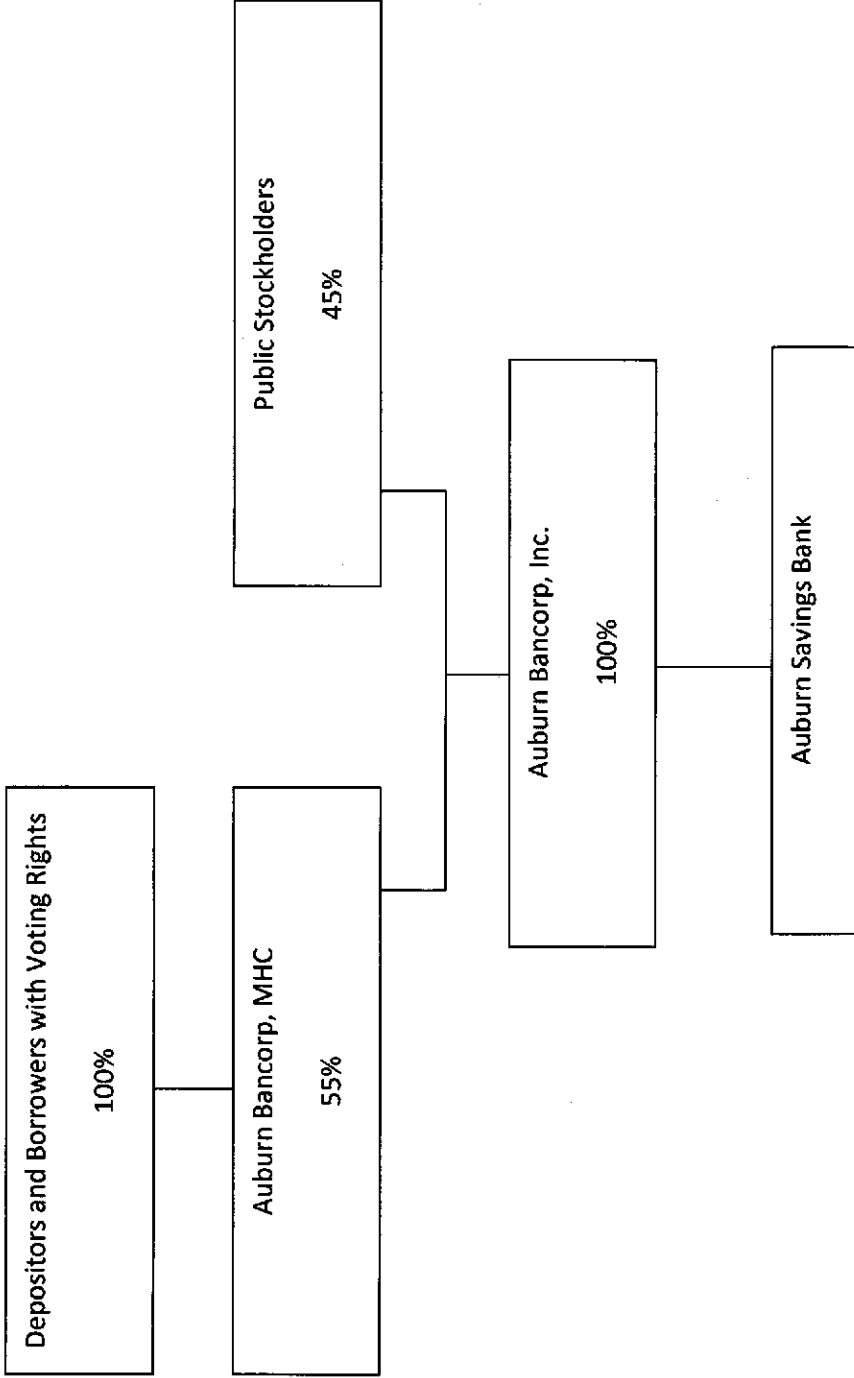 Depositors and Borrowers with Voting Rights
100%
Auburn Bancorp, MHC
55%
Public Stockholders
45%
Auburn Bancorp, Inc.
100%
Auburn Savings Bank